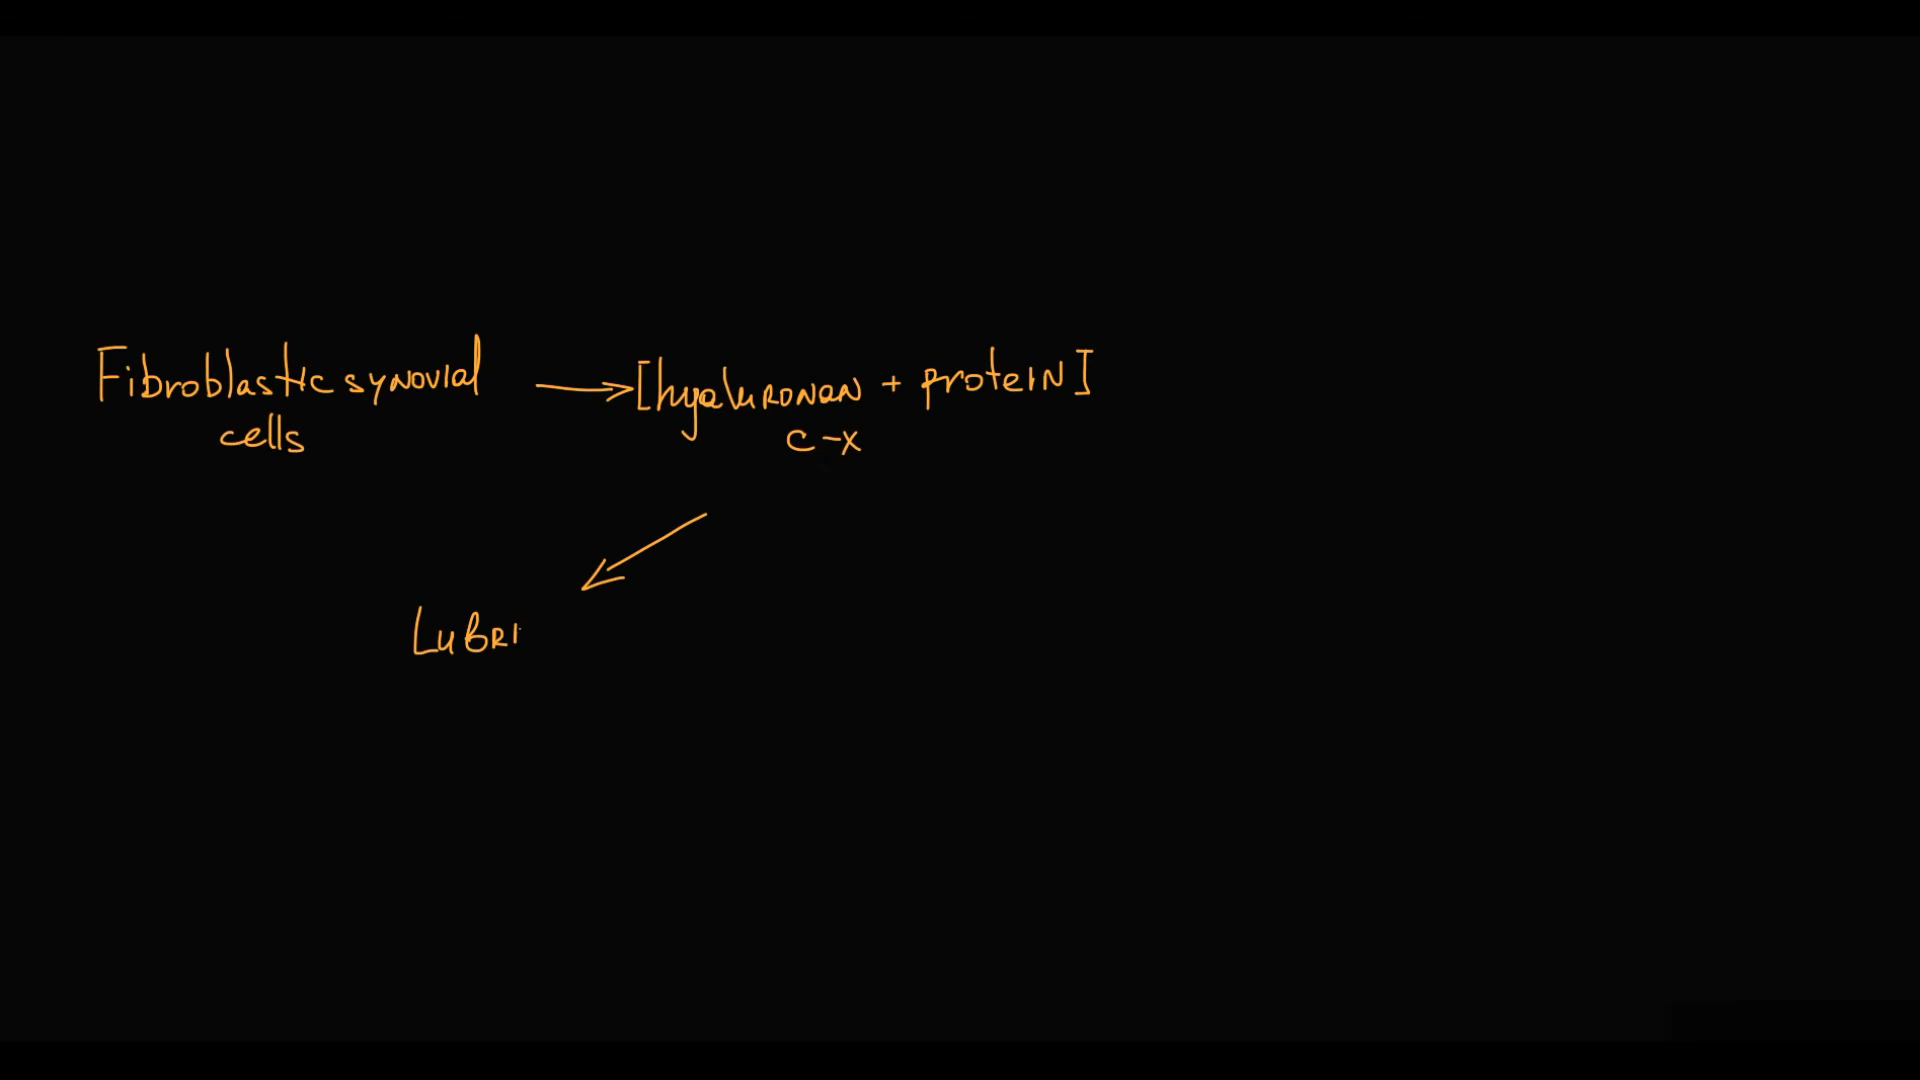 Fibroblastic synovial → [hyaluronan + protein]
cells
c-x
Lubri